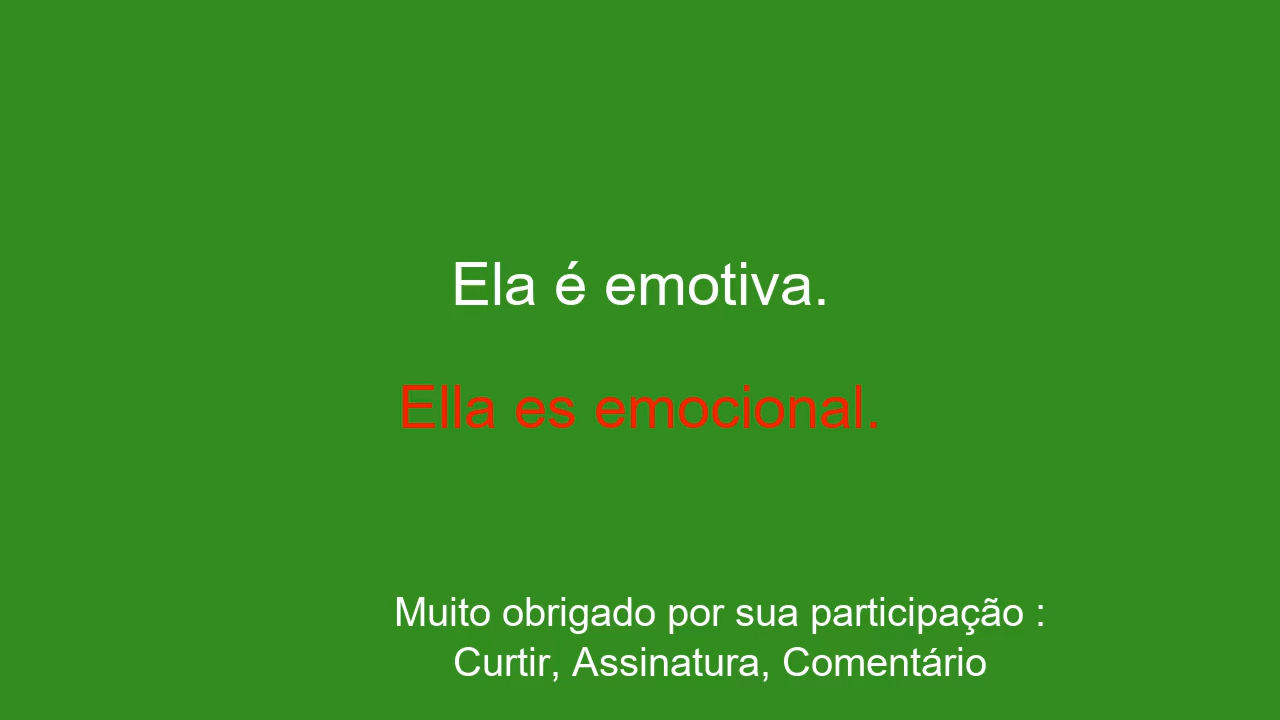 Ela é emotiva.
Ella es emocional.
Muito obrigado por sua participação :
Curtir, Assinatura, Comentário